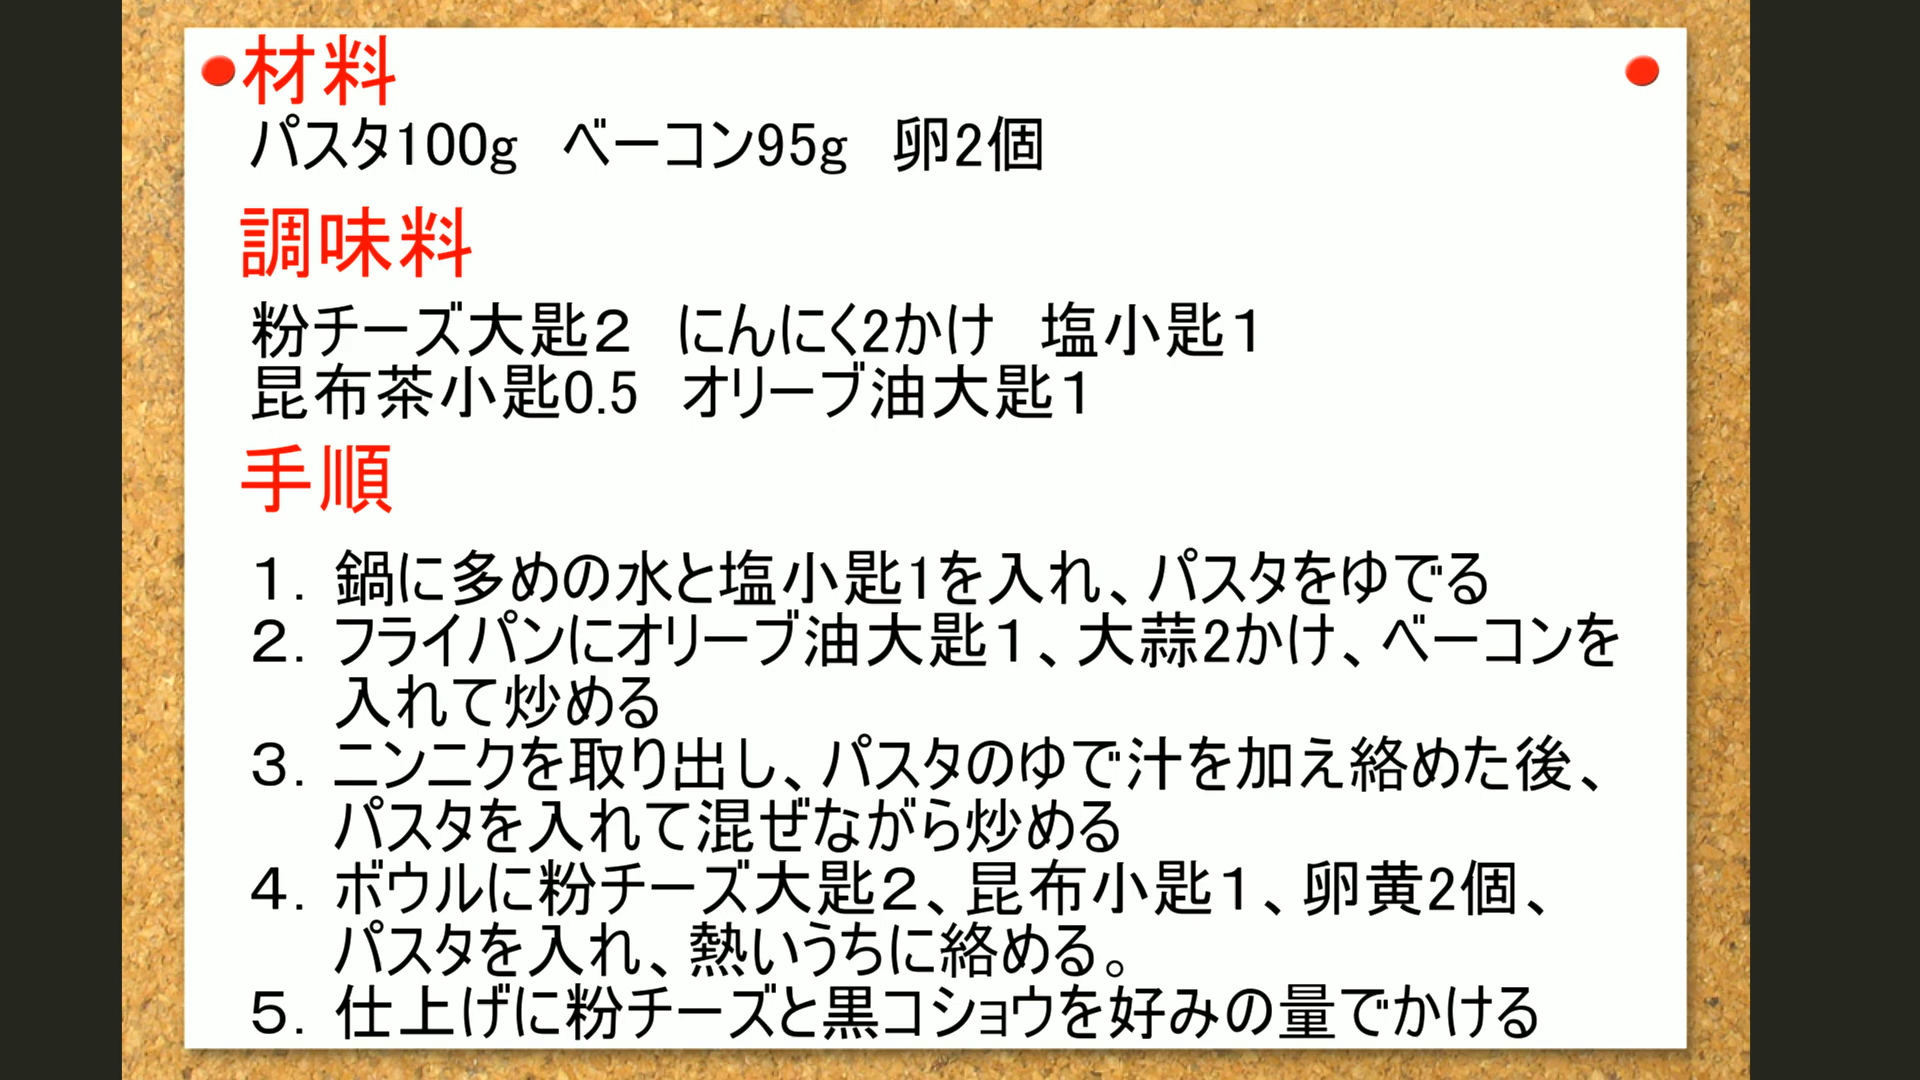 材料
パスタ100g　ベーコン95g　卵2個
調味料
粉チーズ大匙２　にんにく2かけ　塩小匙１
昆布茶小匙0.5　オリーブ油大匙１
手順
１．鍋に多めの水と塩小匙1を入れ、パスタをゆでる
２．フライパンにオリーブ油大匙１、大蒜2かけ、ベーコンを
入れて炒める
３．ニンニクを取り出し、パスタのゆで汁を加え絡めた後、
パスタを入れて混ぜながら炒める
４．ボウルに粉チーズ大匙２、昆布小匙１、卵黄2個、
パスタを入れ、熱いうちに絡める。
５．仕上げに粉チーズと黒コショウを好みの量でかける